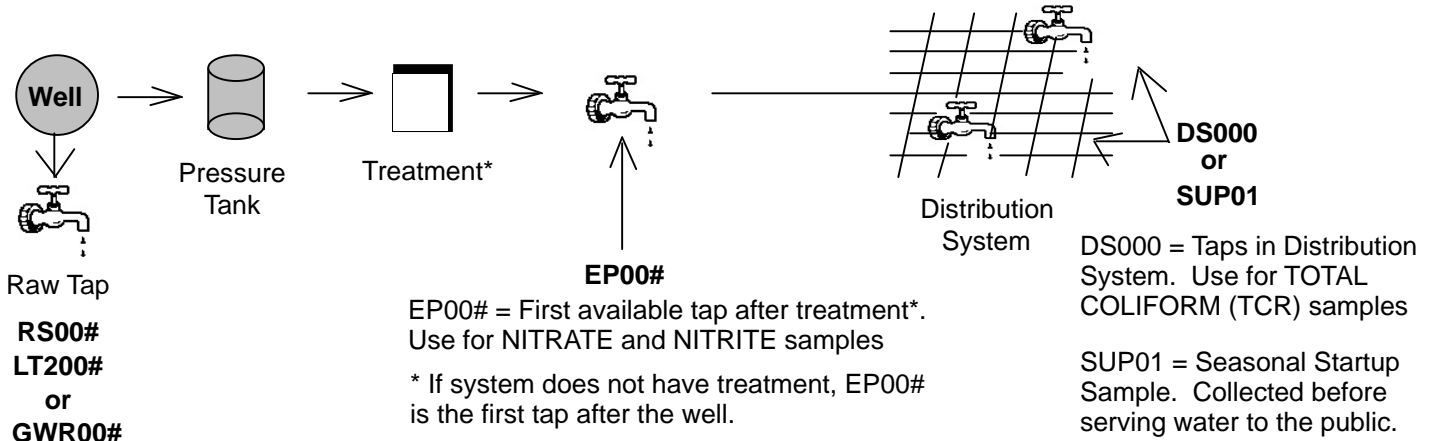 Well
Pressure
Tank
Treatment*
Raw Tap
RS00#
LT200#
or
GWR00#
EP00#
EP00# = First available tap after treatment*.
Use for NITRATE and NITRITE samples
* If system does not have treatment, EP00#
is the first tap after the well.
Distribution
System
DS000
or
SUP01
DS000 = Taps in Distribution
System. Use for TOTAL
COLIFORM (TCR) samples
SUP01 = Seasonal Startup
Sample. Collected before
serving water to the public.